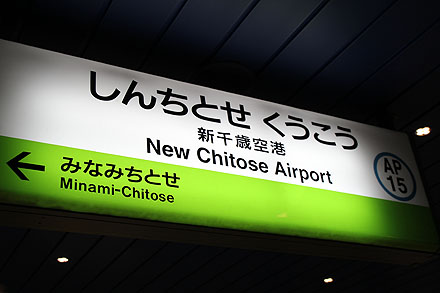 しんちとせ くうこう
新千歳空港
New Chitose Airport
AP
15
← みなみちとせ
Minami-Chitose